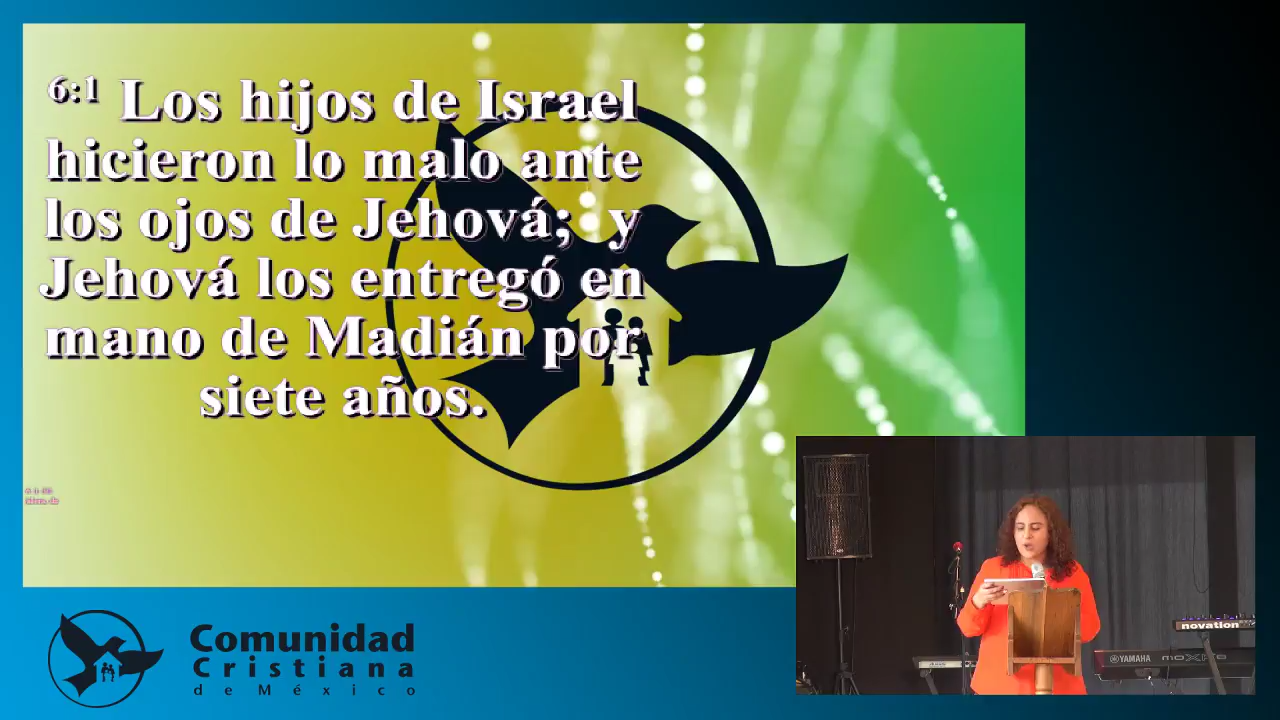 6:1 Los hijos de Israel
hicieron lo malo ante
los ojos de Jehová; y
Jehová los entregó en
mano de Madián por
siete años.
Comunidad
Cristiana
de México
novation
YAMAHA